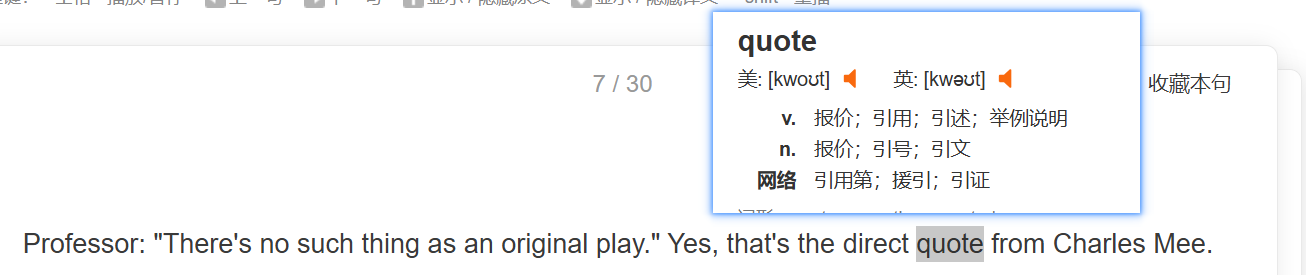 quote
7 / 30
美: [kwoʊt] 英: [kwəʊt]
收藏本句
v. 报价；引用；引述；举例说明
n. 报价；引号；引文
网络 引用第；援引；引证
Professor: "There's no such thing as an original play." Yes, that's the direct quote from Charles Mee.